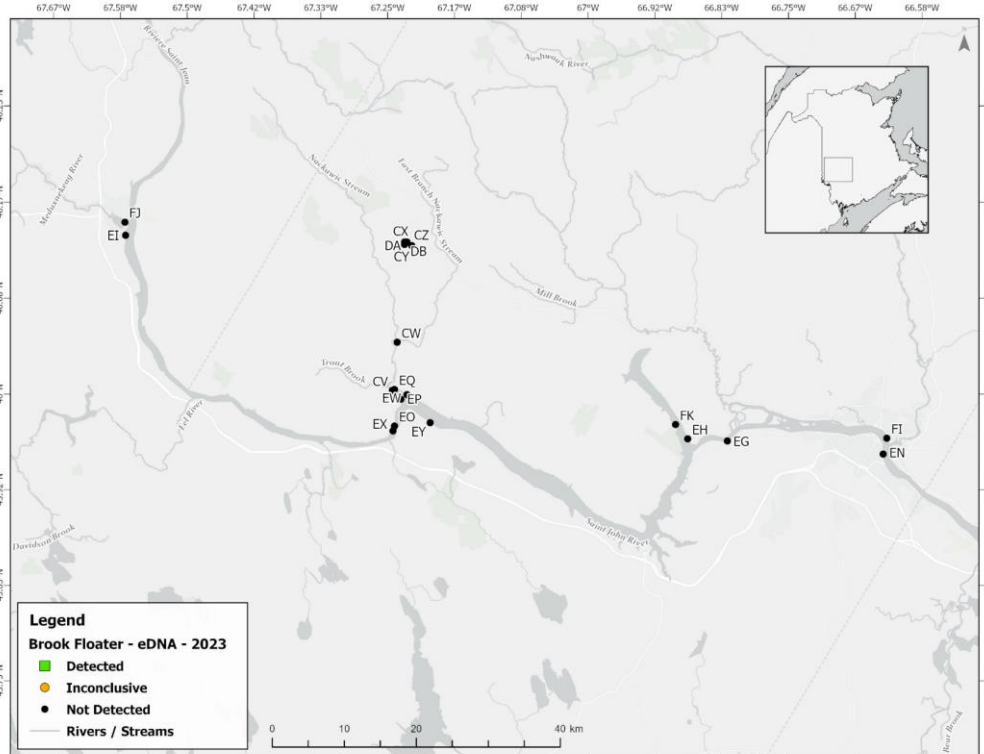 67.67°W 67.58°W 67.5°W 67.42°W 67.33°W 67.25°W 67.17°W 67.08°W 67°W 66.92°W 66.83°W 66.75°W 66.67°W 66.58°W
Rivière Saint-Jean
Nashwaak River
Meduxnekeag River
Nackawic Stream
East Branch Nackawic Stream
FJ
EI
CX CZ
DA DB
CY
Mill Brook
CW
Trout Brook
CV EQ
EW EP
EX EO
EY
Eel River
FK
EH
EG
FI
EN
Saint John River
Davidson Brook
Bear Brook
Legend
Brook Floater - eDNA - 2023
Detected
Inconclusive
Not Detected
Rivers / Streams
0 10 20 40 km